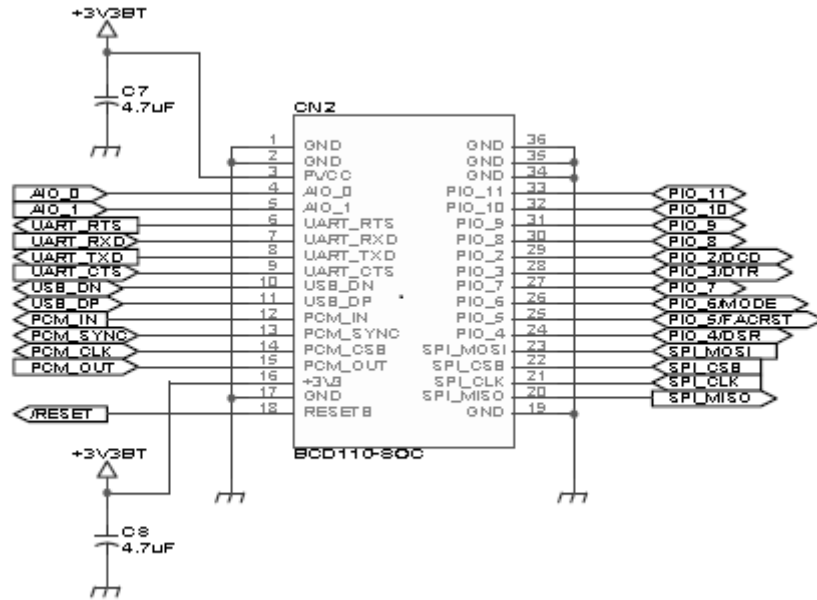 +3V3BT
C7
4.7uF
CN2
1 GND GND 36
2 GND GND 35
3 PVCC GND 34
AIO_0 4 AIO_0 PIO_11 33 PIO_11
AIO_1 5 AIO_1 PIO_10 32 PIO_10
UART_RTS 6 UART_RTS PIO_9 31 PIO_9
UART_RXD 7 UART_RXD PIO_8 30 PIO_8
UART_TXD 8 UART_TXD PIO_2 29 PIO_2/DCD
UART_CTS 9 UART_CTS PIO_3 28 PIO_3/DTR
USB_DN 10 USB_DN PIO_7 27 PIO_7
USB_DP 11 USB_DP PIO_6 26 PIO_6/MODE
PCM_IN 12 PCM_IN PIO_5 25 PIO_5/FACRST
PCM_SYNC 13 PCM_SYNC PIO_4 24 PIO_4/DSR
PCM_CLK 14 PCM_CSB SPI_MOSI 23 SPI_MOSI
PCM_OUT 15 PCM_OUT SPI_CSB 22 SPI_CSB
16 +3V3 SPI_CLK 21 SPI_CLK
17 GND SPI_MISO 20 SPI_MISO
/RESET 18 RESETB GND 19
BCD110-SOC
+3V3BT
C8
4.7uF